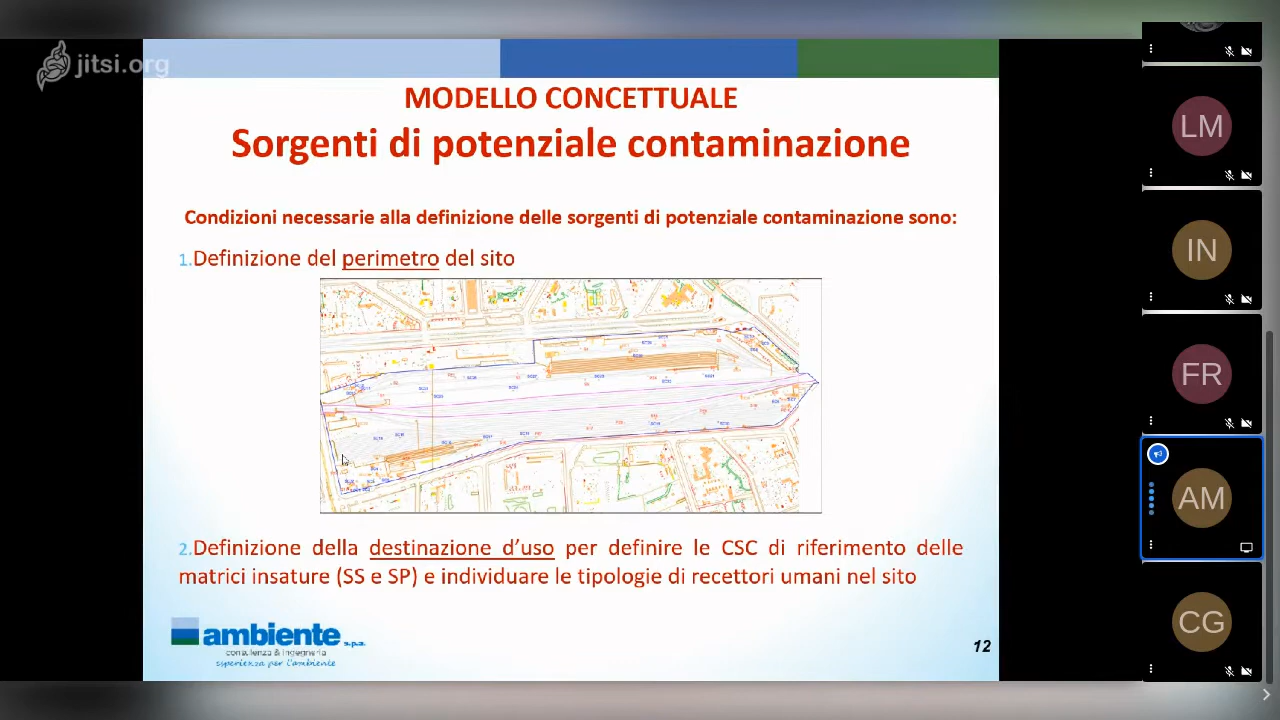 jitsi.org
MODELLO CONCETTUALE
Sorgenti di potenziale contaminazione
Condizioni necessarie alla definizione delle sorgenti di potenziale contaminazione sono:
1.Definizione del perimetro del sito
2.Definizione della destinazione d'uso per definire le CSC di riferimento delle
matrici insature (SS e SP) e individuare le tipologie di recettori umani nel sito
ambiente s.p.a.
consulenza & ingegneria
esperienza per l'ambiente
12
LM
IN
FR
AM
CG